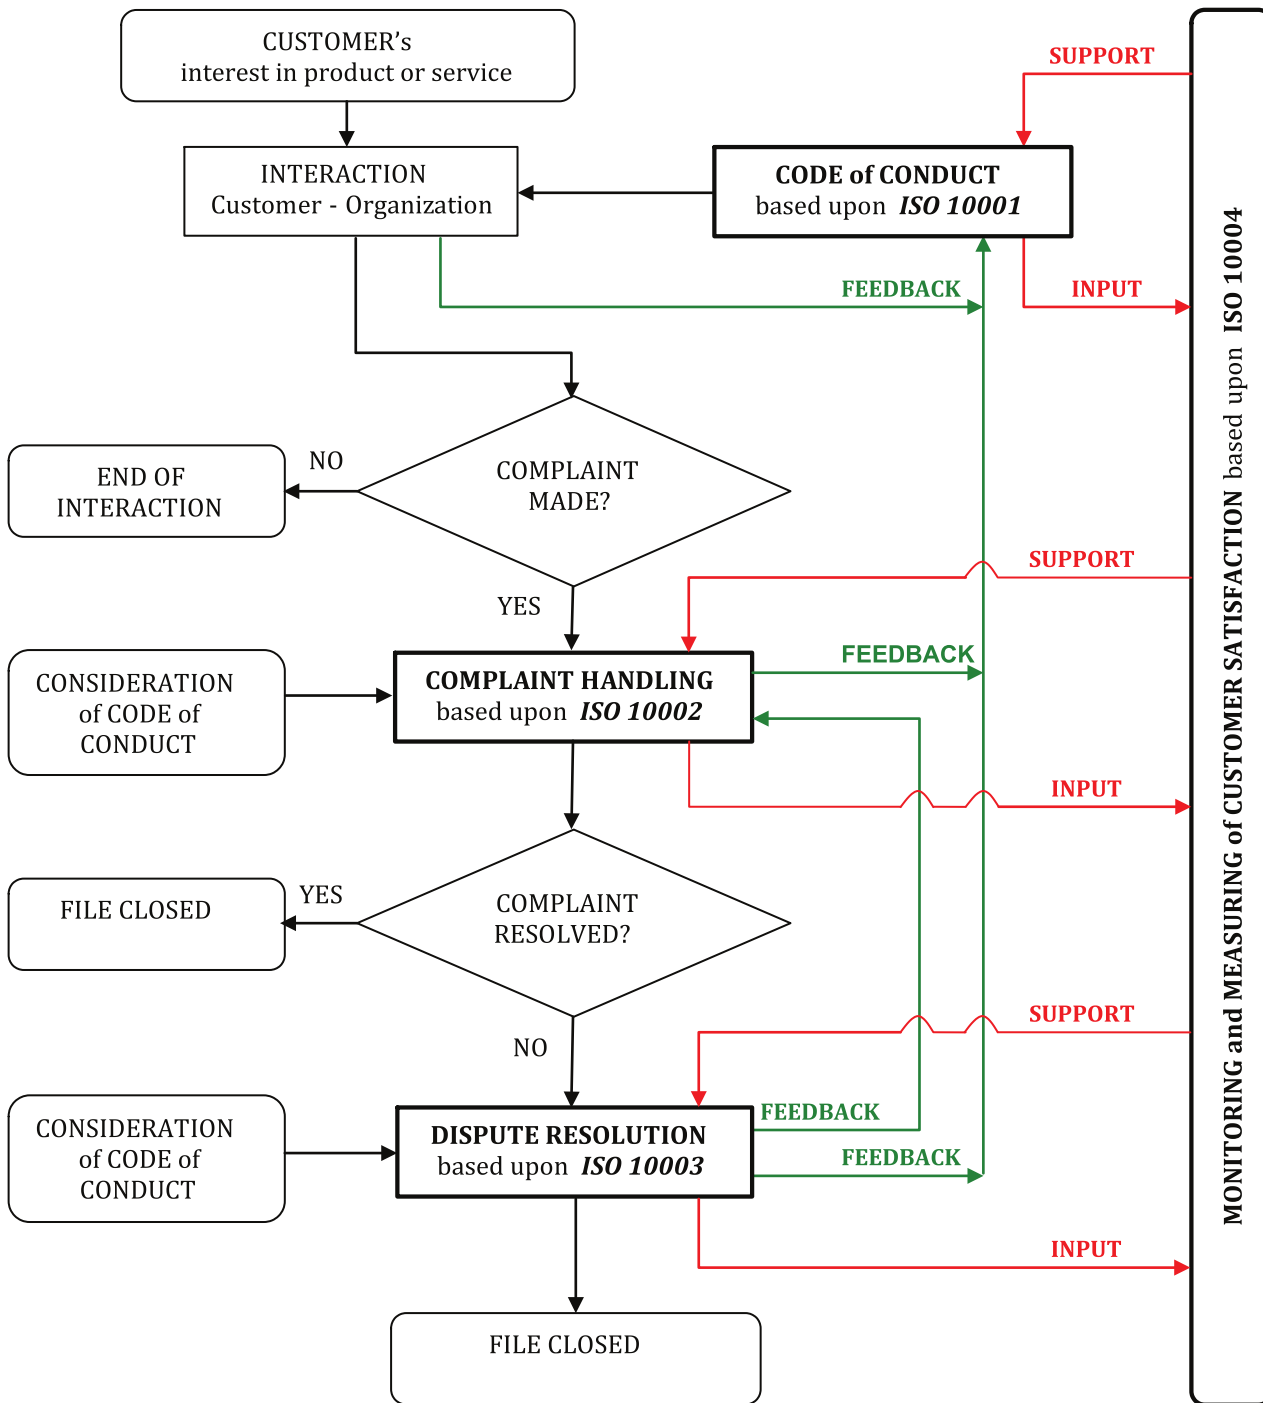 CUSTOMER's
interest in product or service
SUPPORT
INTERACTION
Customer - Organization
CODE of CONDUCT
based upon ISO 10001
FEEDBACK
INPUT
COMPLAINT
MADE?
NO
END OF
INTERACTION
YES
SUPPORT
CONSIDERATION
of CODE of
CONDUCT
COMPLAINT HANDLING
based upon ISO 10002
FEEDBACK
INPUT
COMPLAINT
RESOLVED?
YES
FILE CLOSED
NO
SUPPORT
CONSIDERATION
of CODE of
CONDUCT
DISPUTE RESOLUTION
based upon ISO 10003
FEEDBACK
FEEDBACK
INPUT
FILE CLOSED
MONITORING and MEASURING of CUSTOMER SATISFACTION based upon ISO 10004